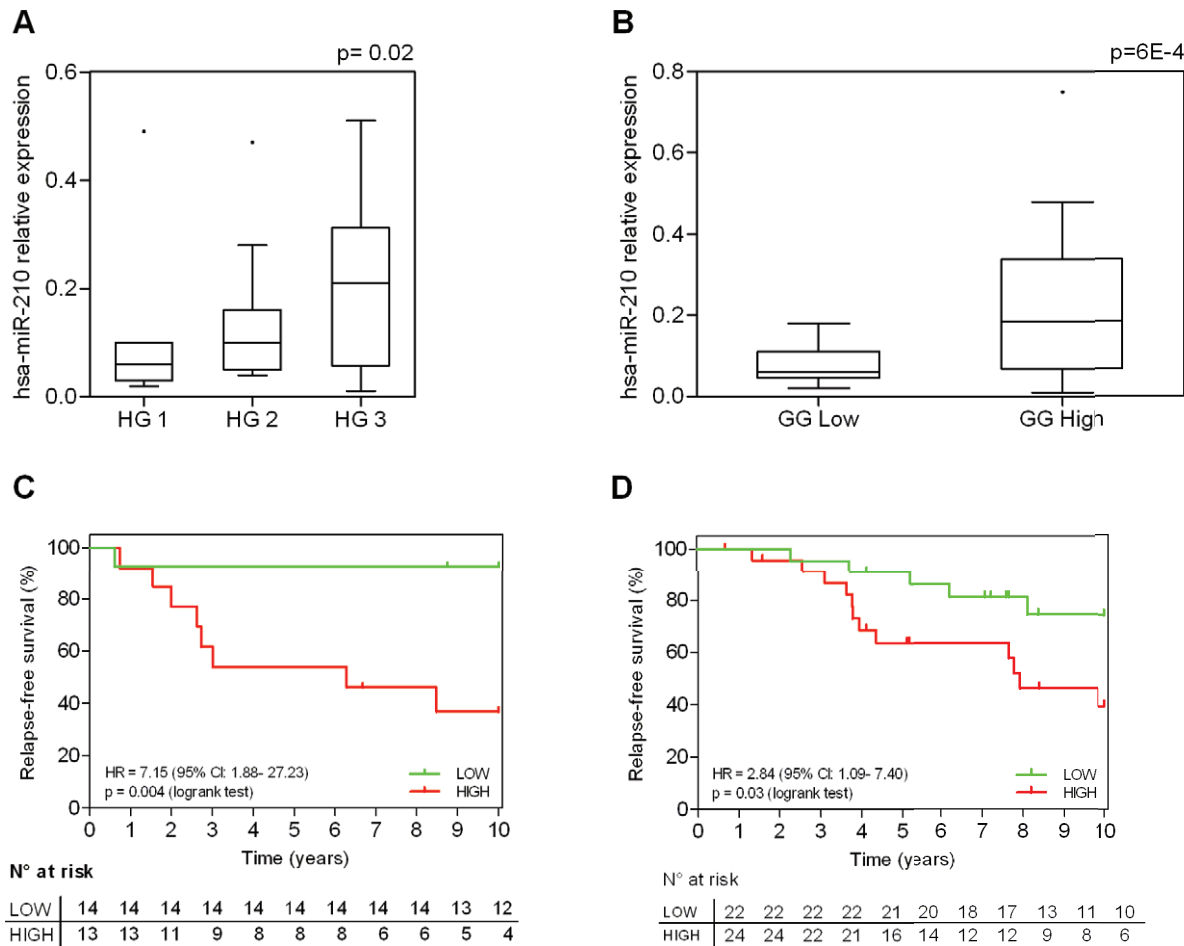 A
p= 0.02
hsa-miR-210 relative expression
0.6
0.4
0.2
0.0
HG 1 HG 2 HG 3
B
p=6E-4
hsa-miR-210 relative expression
0.8
0.6
0.4
0.2
0.0
GG Low GG High
C
Relapse-free survival (%)
100
80
60
40
20
0
HR = 7.15 (95% CI: 1.88- 27.23)
p = 0.004 (logrank test)
LOW
HIGH
0 1 2 3 4 5 6 7 8 9 10
Time (years)
N° at risk
LOW 14 14 14 14 14 14 14 14 14 13 12
HIGH 13 13 11 9 8 8 8 6 6 5 4
D
Relapse-free survival (%)
100
80
60
40
20
0
HR = 2.84 (95% CI: 1.09- 7.40)
p = 0.03 (logrank test)
LOW
HIGH
0 1 2 3 4 5 6 7 8 9 10
Time (years)
N° at risk
LOW 22 22 22 22 21 20 18 17 13 11 10
HIGH 24 24 22 21 16 14 12 12 9 8 6